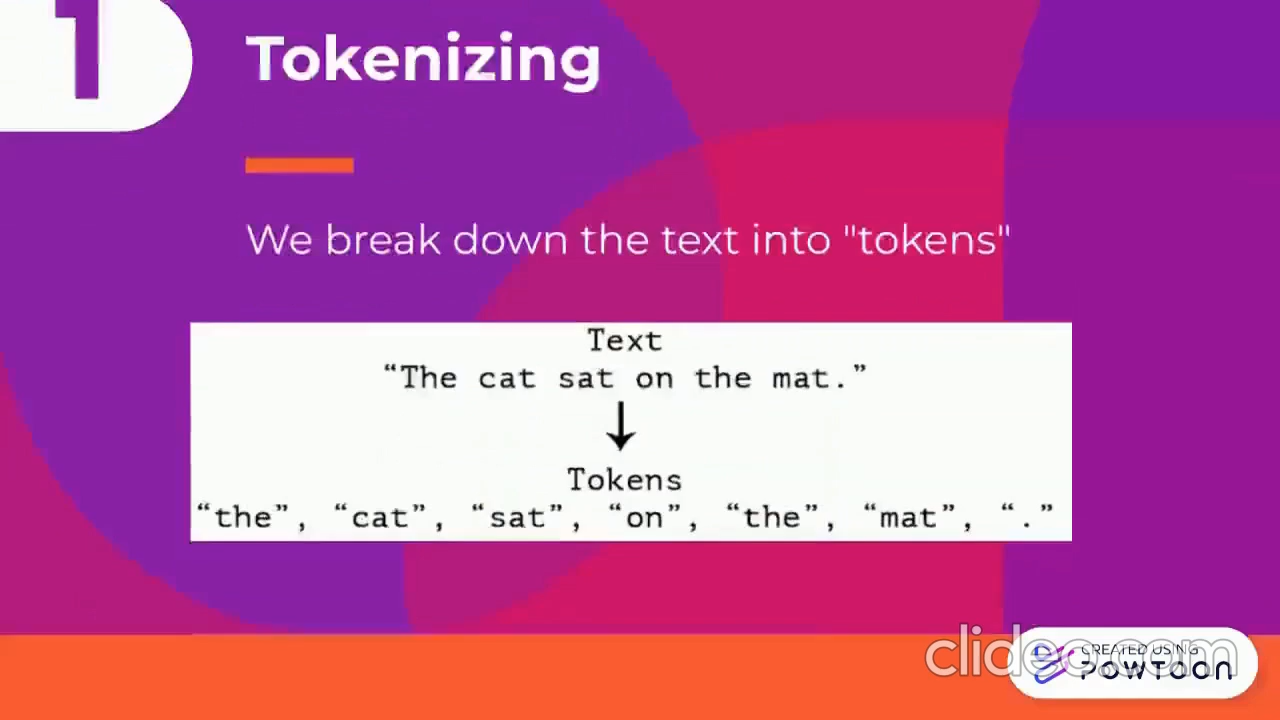 1
Tokenizing
We break down the text into "tokens"
Text
“The cat sat on the mat.”
Tokens
“the”, “cat”, “sat”, “on”, “the”, “mat”, “.”
clideo.com
CREATED USING
POWTOON